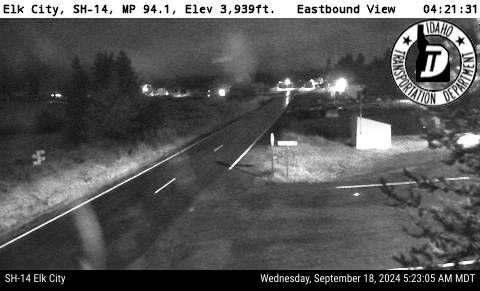 Elk City, SH-14, MP 94.1, Elev 3,939ft. Eastbound View 04:21:31
IDAHO
TRANSPORTATION DEPARTMENT
SH-14 Elk City Wednesday, September 18, 2024 5:23:05 AM MDT